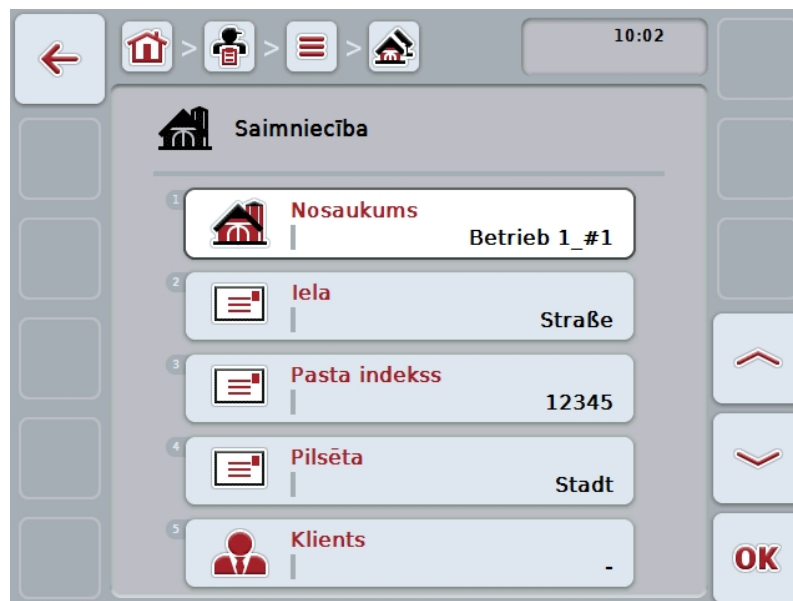 > > >
10:02
Saimniecība
1
Nosaukums
Betrieb 1_#1
2
Iela
Straße
3
Pasta indekss
12345
4
Pilsēta
Stadt
5
Klients
-
OK